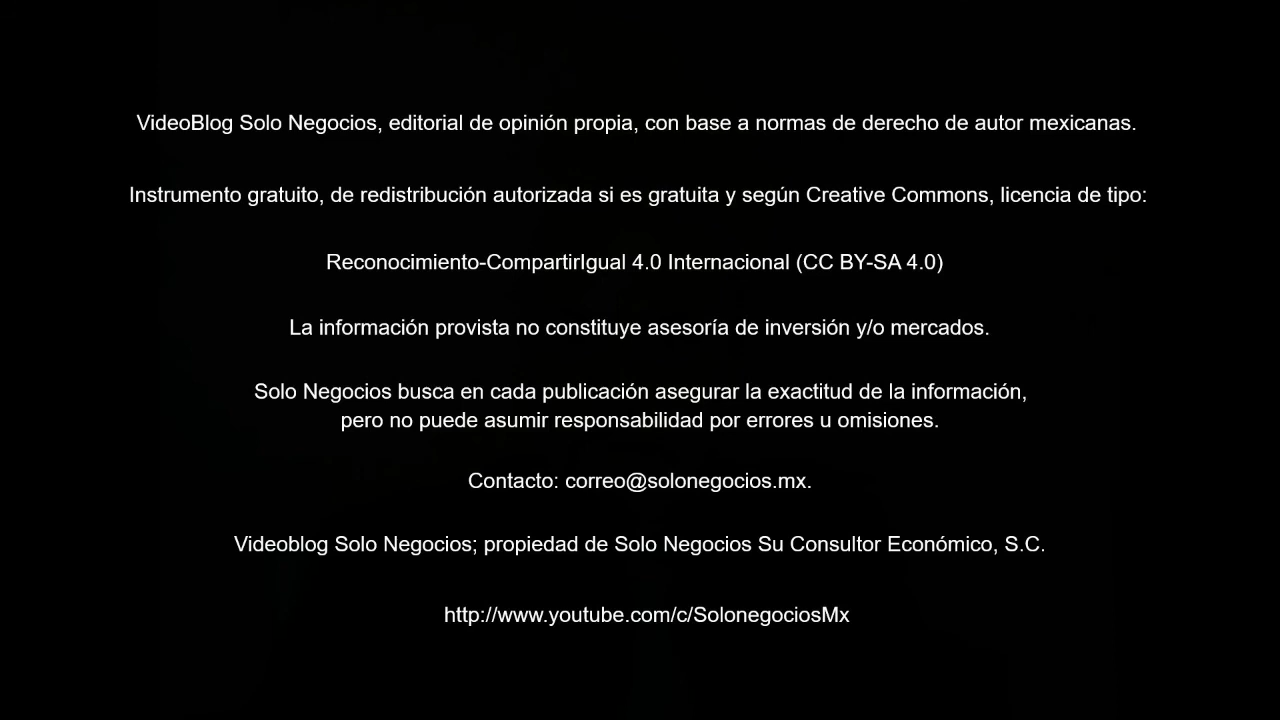 VideoBlog Solo Negocios, editorial de opinión propia, con base a normas de derecho de autor mexicanas.
Instrumento gratuito, de redistribución autorizada si es gratuita y según Creative Commons, licencia de tipo:
Reconocimiento-CompartirIgual 4.0 Internacional (CC BY-SA 4.0)
La información provista no constituye asesoría de inversión y/o mercados.
Solo Negocios busca en cada publicación asegurar la exactitud de la información,
pero no puede asumir responsabilidad por errores u omisiones.
Contacto: correo@solonegocios.mx.
Videoblog Solo Negocios; propiedad de Solo Negocios Su Consultor Económico, S.C.
http://www.youtube.com/c/SolonegociosMx